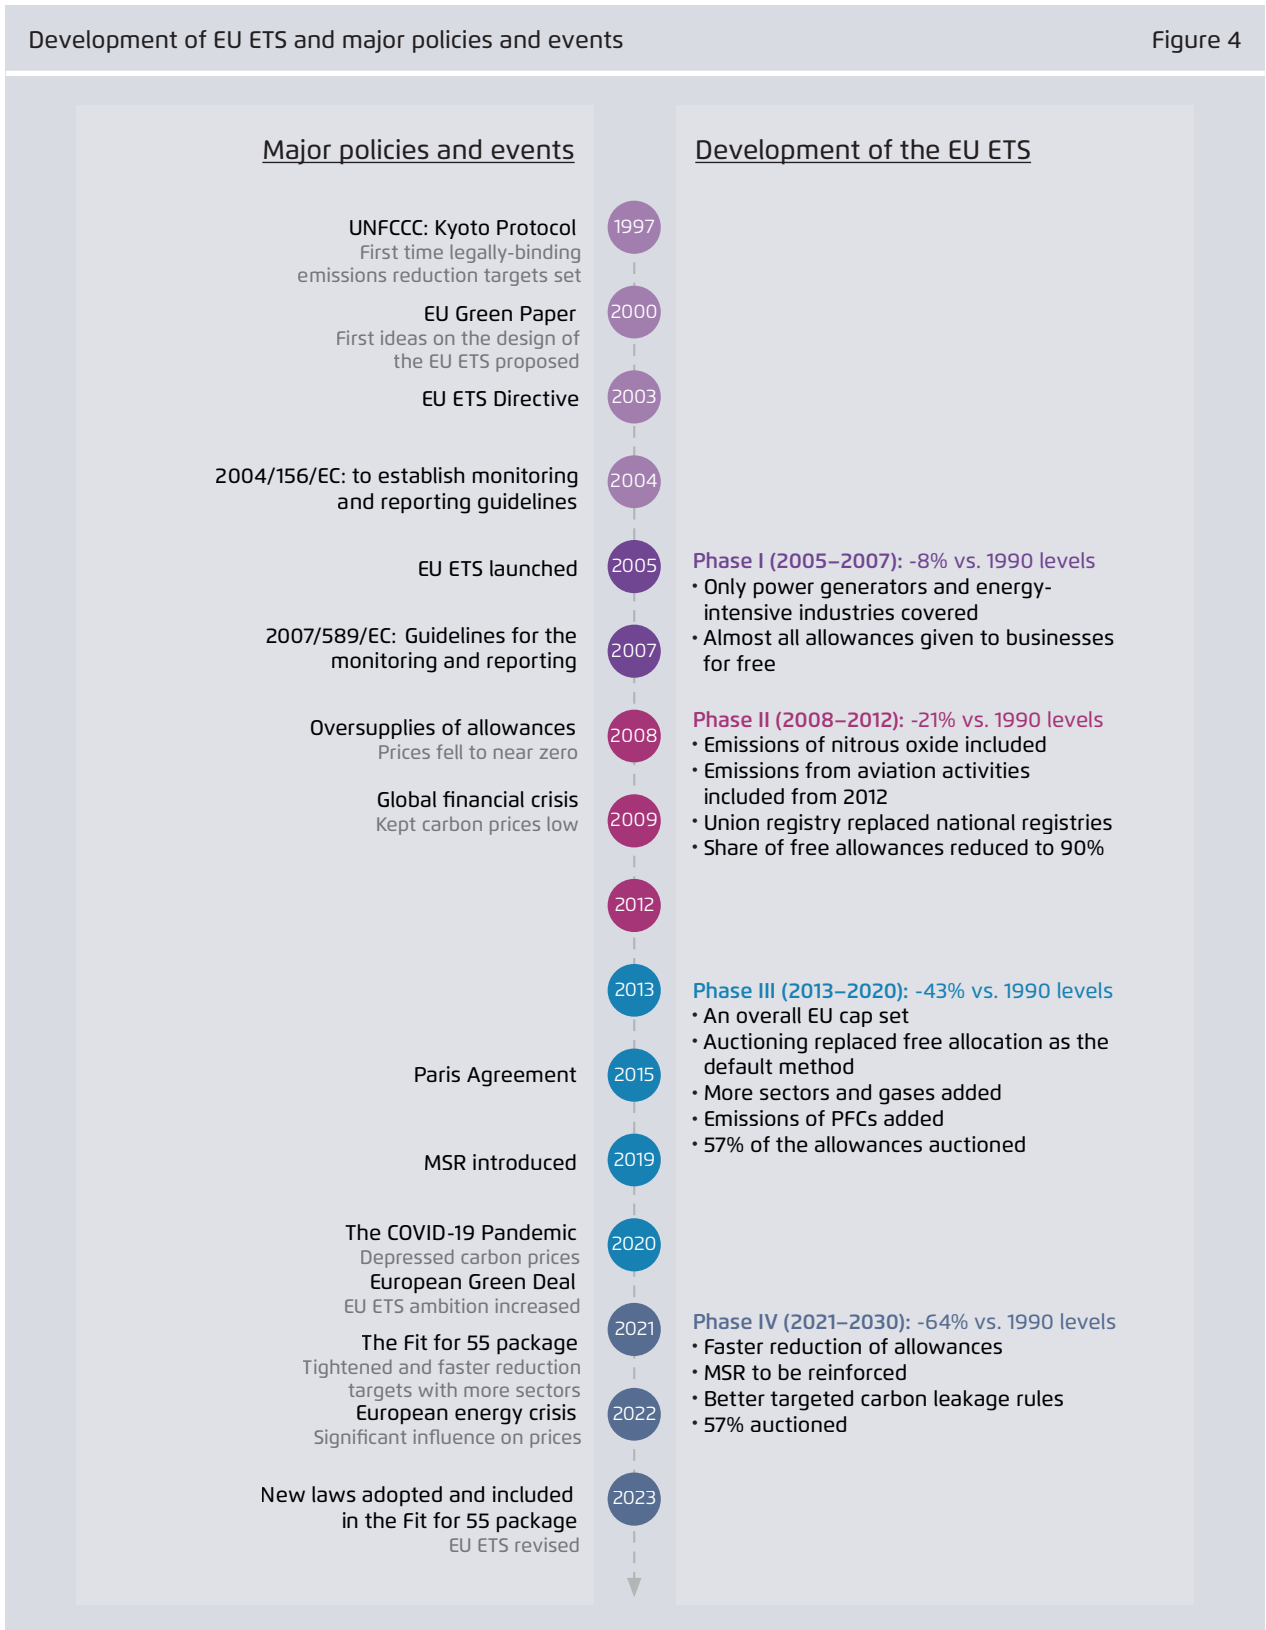 Development of EU ETS and major policies and events
Figure 4
Major policies and events
Development of the EU ETS
UNFCCC: Kyoto Protocol
First time legally-binding
emissions reduction targets set
1997
EU Green Paper
First ideas on the design of
the EU ETS proposed
2000
EU ETS Directive
2003
2004/156/EC: to establish monitoring
and reporting guidelines
2004
EU ETS launched
2005
Phase I (2005–2007): -8% vs. 1990 levels
• Only power generators and energy-
intensive industries covered
• Almost all allowances given to businesses
for free
2007/589/EC: Guidelines for the
monitoring and reporting
2007
Oversupplies of allowances
Prices fell to near zero
2008
Phase II (2008–2012): -21% vs. 1990 levels
• Emissions of nitrous oxide included
• Emissions from aviation activities
included from 2012
• Union registry replaced national registries
• Share of free allowances reduced to 90%
Global financial crisis
Kept carbon prices low
2009
2012
2013
Phase III (2013–2020): -43% vs. 1990 levels
• An overall EU cap set
• Auctioning replaced free allocation as the
default method
• More sectors and gases added
• Emissions of PFCs added
• 57% of the allowances auctioned
Paris Agreement
2015
MSR introduced
2019
The COVID-19 Pandemic
Depressed carbon prices
European Green Deal
EU ETS ambition increased
2020
The Fit for 55 package
Tightened and faster reduction
targets with more sectors
2021
Phase IV (2021–2030): -64% vs. 1990 levels
• Faster reduction of allowances
• MSR to be reinforced
• Better targeted carbon leakage rules
• 57% auctioned
European energy crisis
Significant influence on prices
2022
New laws adopted and included
in the Fit for 55 package
EU ETS revised
2023